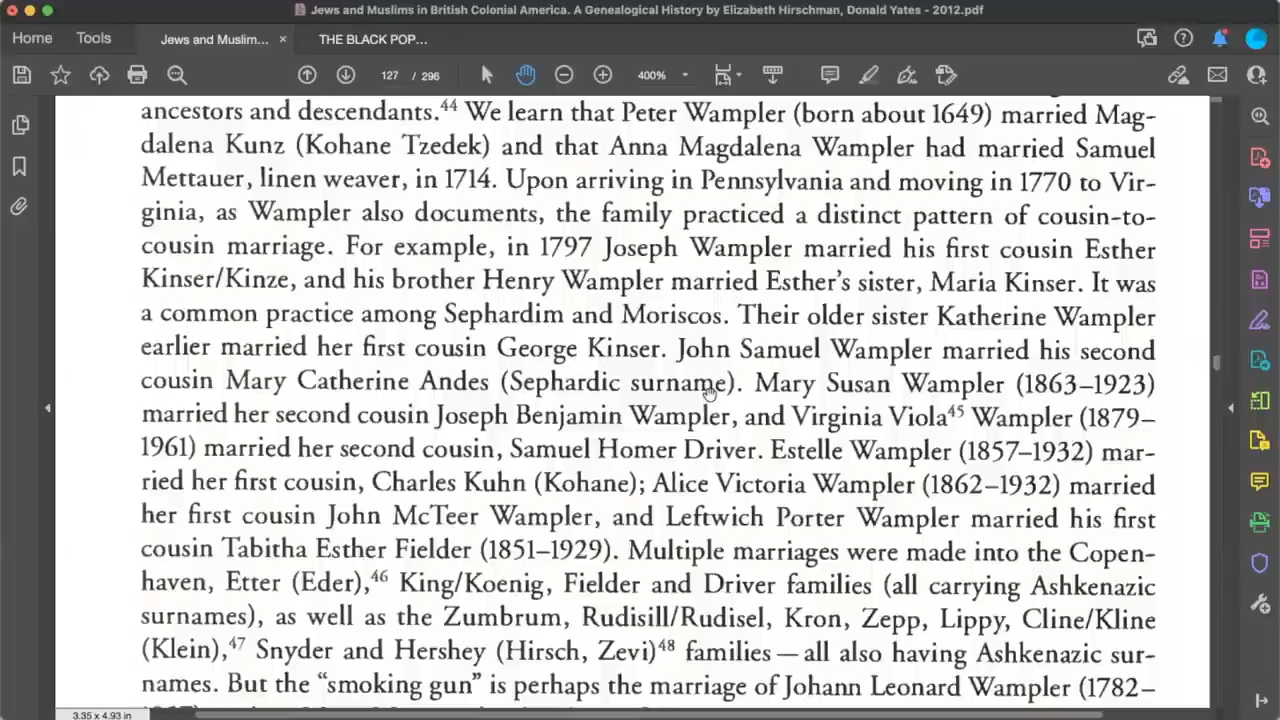 Jews and Muslims in British Colonial America. A Genealogical History by Elizabeth Hirschman, Donald Yates - 2012.pdf
Home Tools Jews and Muslim... × THE BLACK POP...
127 / 296 400%
ancestors and descendants.44 We learn that Peter Wampler (born about 1649) married Mag-
dalena Kunz (Kohane Tzedek) and that Anna Magdalena Wampler had married Samuel
Mettauer, linen weaver, in 1714. Upon arriving in Pennsylvania and moving in 1770 to Vir-
ginia, as Wampler also documents, the family practiced a distinct pattern of cousin-to-
cousin marriage. For example, in 1797 Joseph Wampler married his first cousin Esther
Kinser/Kinze, and his brother Henry Wampler married Esther's sister, Maria Kinser. It was
a common practice among Sephardim and Moriscos. Their older sister Katherine Wampler
earlier married her first cousin George Kinser. John Samuel Wampler married his second
cousin Mary Catherine Andes (Sephardic surname). Mary Susan Wampler (1863–1923)
married her second cousin Joseph Benjamin Wampler, and Virginia Viola45 Wampler (1879–
1961) married her second cousin, Samuel Homer Driver. Estelle Wampler (1857–1932) mar-
ried her first cousin, Charles Kuhn (Kohane); Alice Victoria Wampler (1862–1932) married
her first cousin John McTeer Wampler, and Leftwich Porter Wampler married his first
cousin Tabitha Esther Fielder (1851–1929). Multiple marriages were made into the Copen-
haven, Etter (Eder),46 King/Koenig, Fielder and Driver families (all carrying Ashkenazic
surnames), as well as the Zumbrum, Rudisill/Rudisel, Kron, Zepp, Lippy, Cline/Kline
(Klein),47 Snyder and Hershey (Hirsch, Zevi)48 families — all also having Ashkenazic sur-
names. But the "smoking gun" is perhaps the marriage of Johann Leonard Wampler (1782–
3.35 x 4.93 in